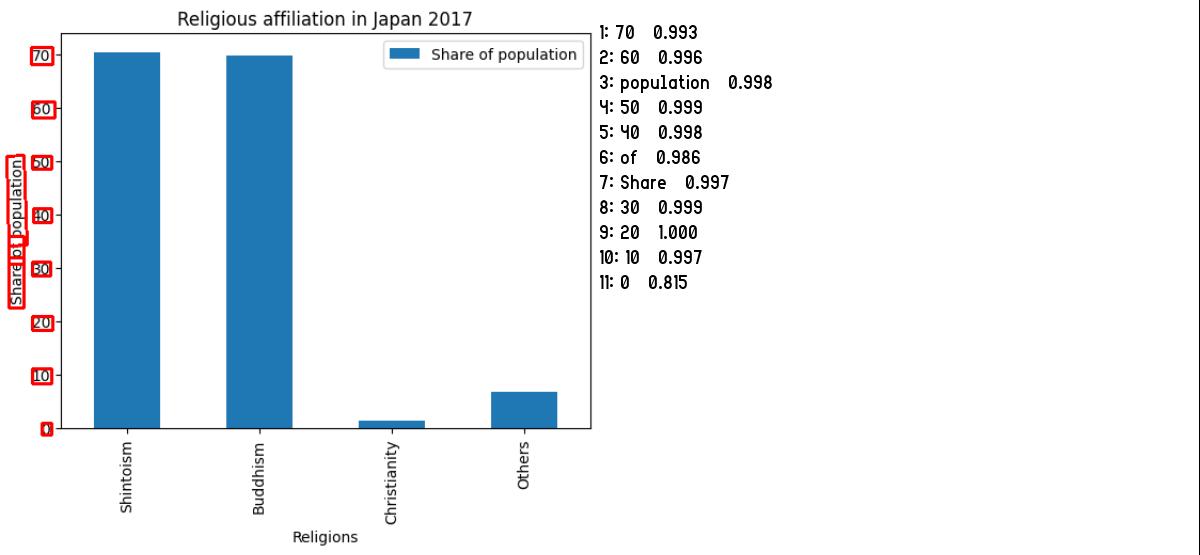 Religious affiliation in Japan 2017
Share of population
70
60
50
40
30
20
10
0
Share of population
Shintoism
Buddhism
Christianity
Others
Religions
1: 70 0.993
2: 60 0.996
3: population 0.998
4: 50 0.999
5: 40 0.998
6: of 0.986
7: Share 0.997
8: 30 0.999
9: 20 1.000
10: 10 0.997
11: 0 0.815